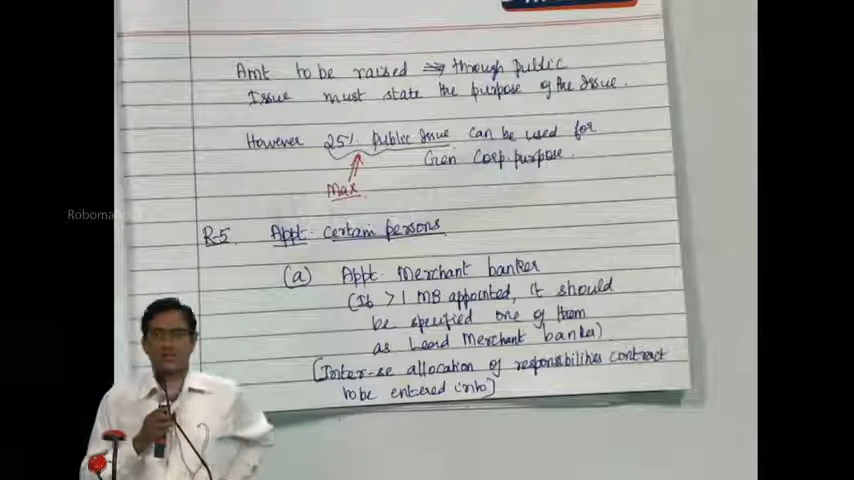 Amt to be raised ⇒ through public
Issue must state the purpose of the Issue.
However 25% public Issue can be used for
Gen Corp. purpose.
Max
R-5. Appt. certain persons
(a) Appt. Merchant banker
(If > 1 MB appointed, it should
be specified one of them
as Lead Merchant banker)
[Inter-se allocation of responsibilities contract
to be entered into]
Roboma